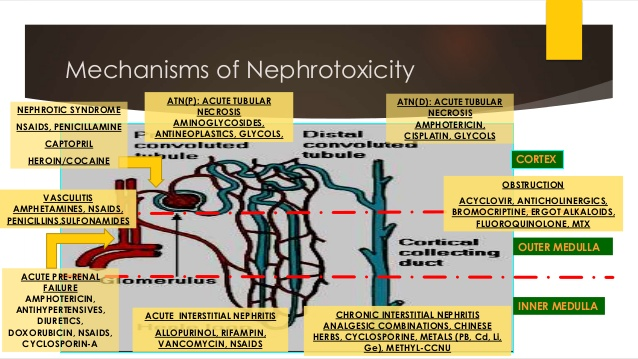 Mechanisms of Nephrotoxicity
NEPHROTIC SYNDROME
NSAIDS, PENICILLAMINE
CAPTOPRIL
HEROIN/COCAINE
ATN(P): ACUTE TUBULAR
NECROSIS
AMINOGLYCOSIDES,
ANTINEOPLASTICS, GLYCOLS,
ATN(D): ACUTE TUBULAR
NECROSIS
AMPHOTERICIN,
CISPLATIN, GLYCOLS
convoluted
tubule
Distal
convoluted
tubule
CORTEX
VASCULITIS
AMPHETAMINES, NSAIDS,
PENICILLINS SULFONAMIDES
OBSTRUCTION
ACYCLOVIR, ANTICHOLINERGICS,
BROMOCRIPTINE, ERGOT ALKALOIDS,
FLUOROQUINOLONE, MTX
Cortical
collecting
duct
OUTER MEDULLA
Glomerulus
ACUTE PRE-RENAL
FAILURE
AMPHOTERICIN,
ANTIHYPERTENSIVES,
DIURETICS,
DOXORUBICIN, NSAIDS,
CYCLOSPORIN-A
ACUTE INTERSTITIAL NEPHRITIS
ALLOPURINOL, RIFAMPIN,
VANCOMYCIN, NSAIDS
CHRONIC INTERSTITIAL NEPHRITIS
ANALGESIC COMBINATIONS, CHINESE
HERBS, CYCLOSPORINE, METALS (PB, Cd, LI,
Ge), METHYL-CCNU
INNER MEDULLA